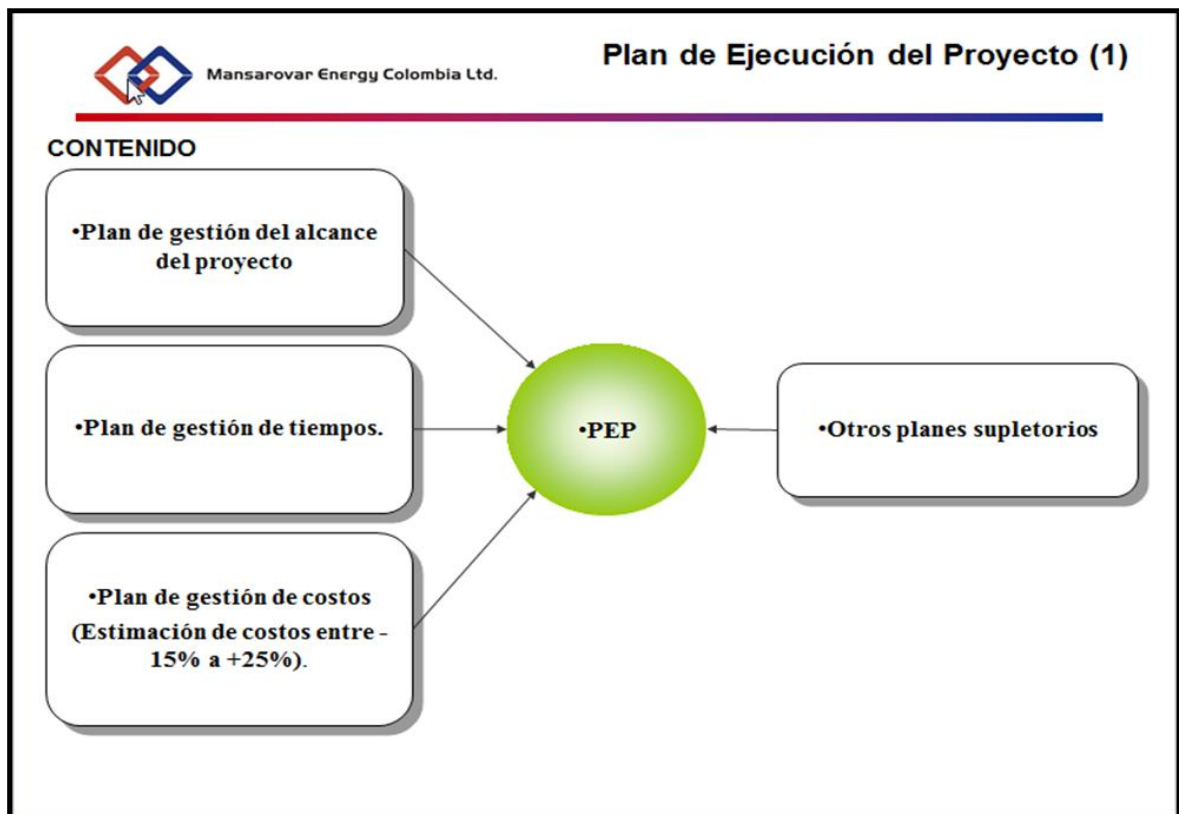 Mansarovar Energy Colombia Ltd.
Plan de Ejecución del Proyecto (1)
CONTENIDO
•Plan de gestión del alcance
del proyecto
•Plan de gestión de tiempos.
•Plan de gestión de costos
(Estimación de costos entre -
15% a +25%).
•PEP
•Otros planes supletorios